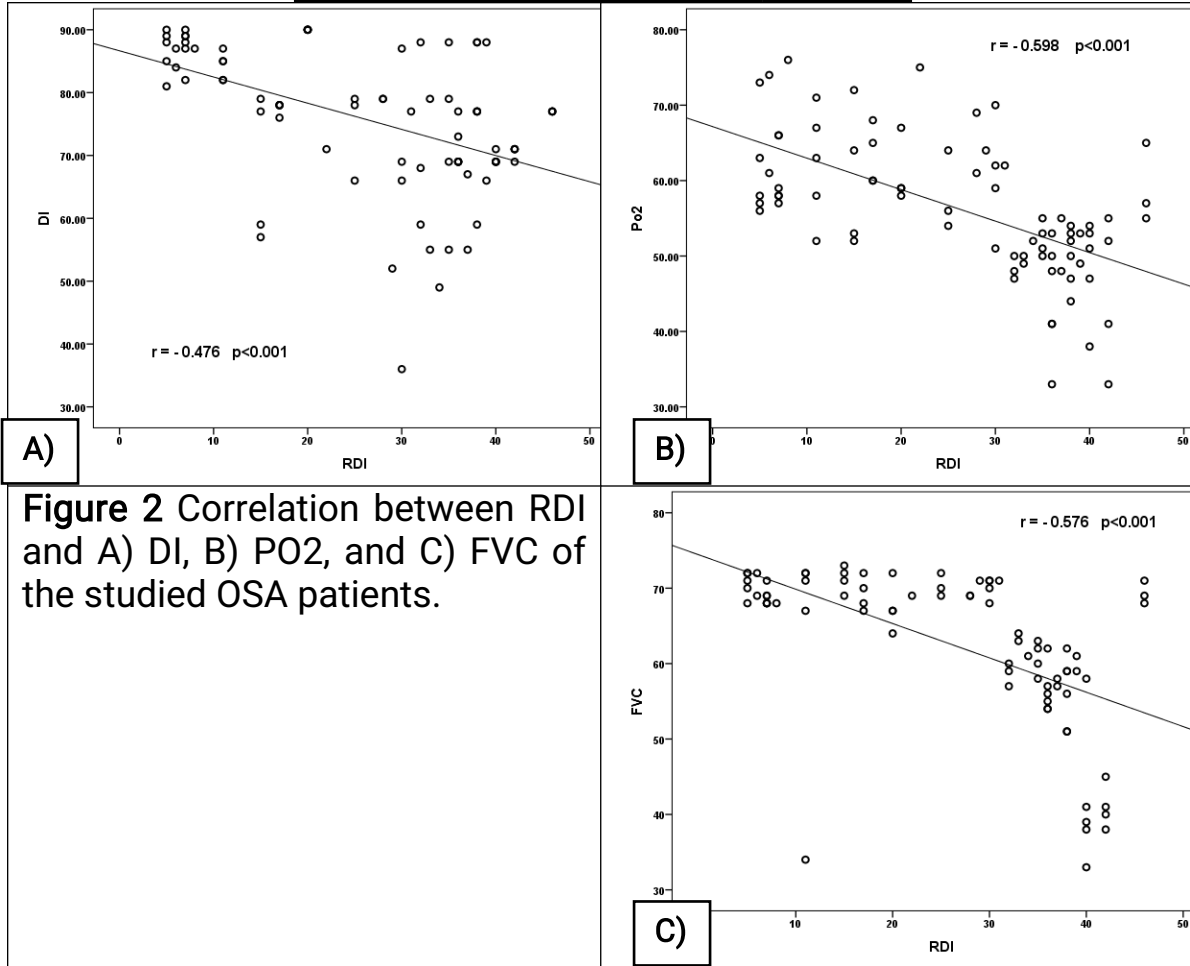 90.00
80.00
70.00
60.00
50.00
40.00
30.00
DI
r = - 0.476 p<0.001
0 10 20 30 40 50
RDI
A)
80.00
70.00
60.00
50.00
40.00
30.00
Po2
r = - 0.598 p<0.001
0 10 20 30 40 50
RDI
B)
Figure 2 Correlation between RDI
and A) DI, B) PO2, and C) FVC of
the studied OSA patients.
80
70
60
50
40
30
FVC
r = - 0.576 p<0.001
10 20 30 40 50
RDI
C)